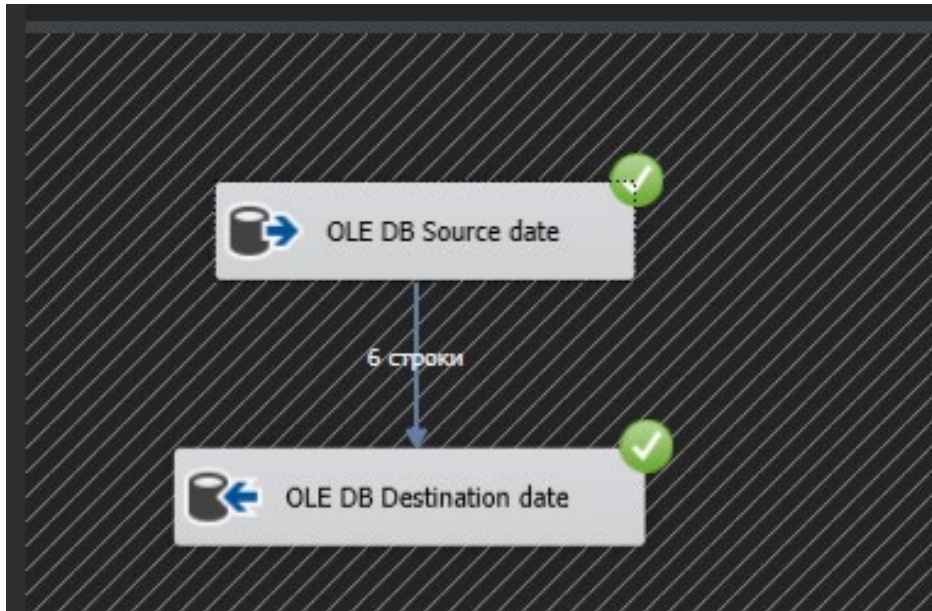 OLE DB Source date
6 строки
OLE DB Destination date